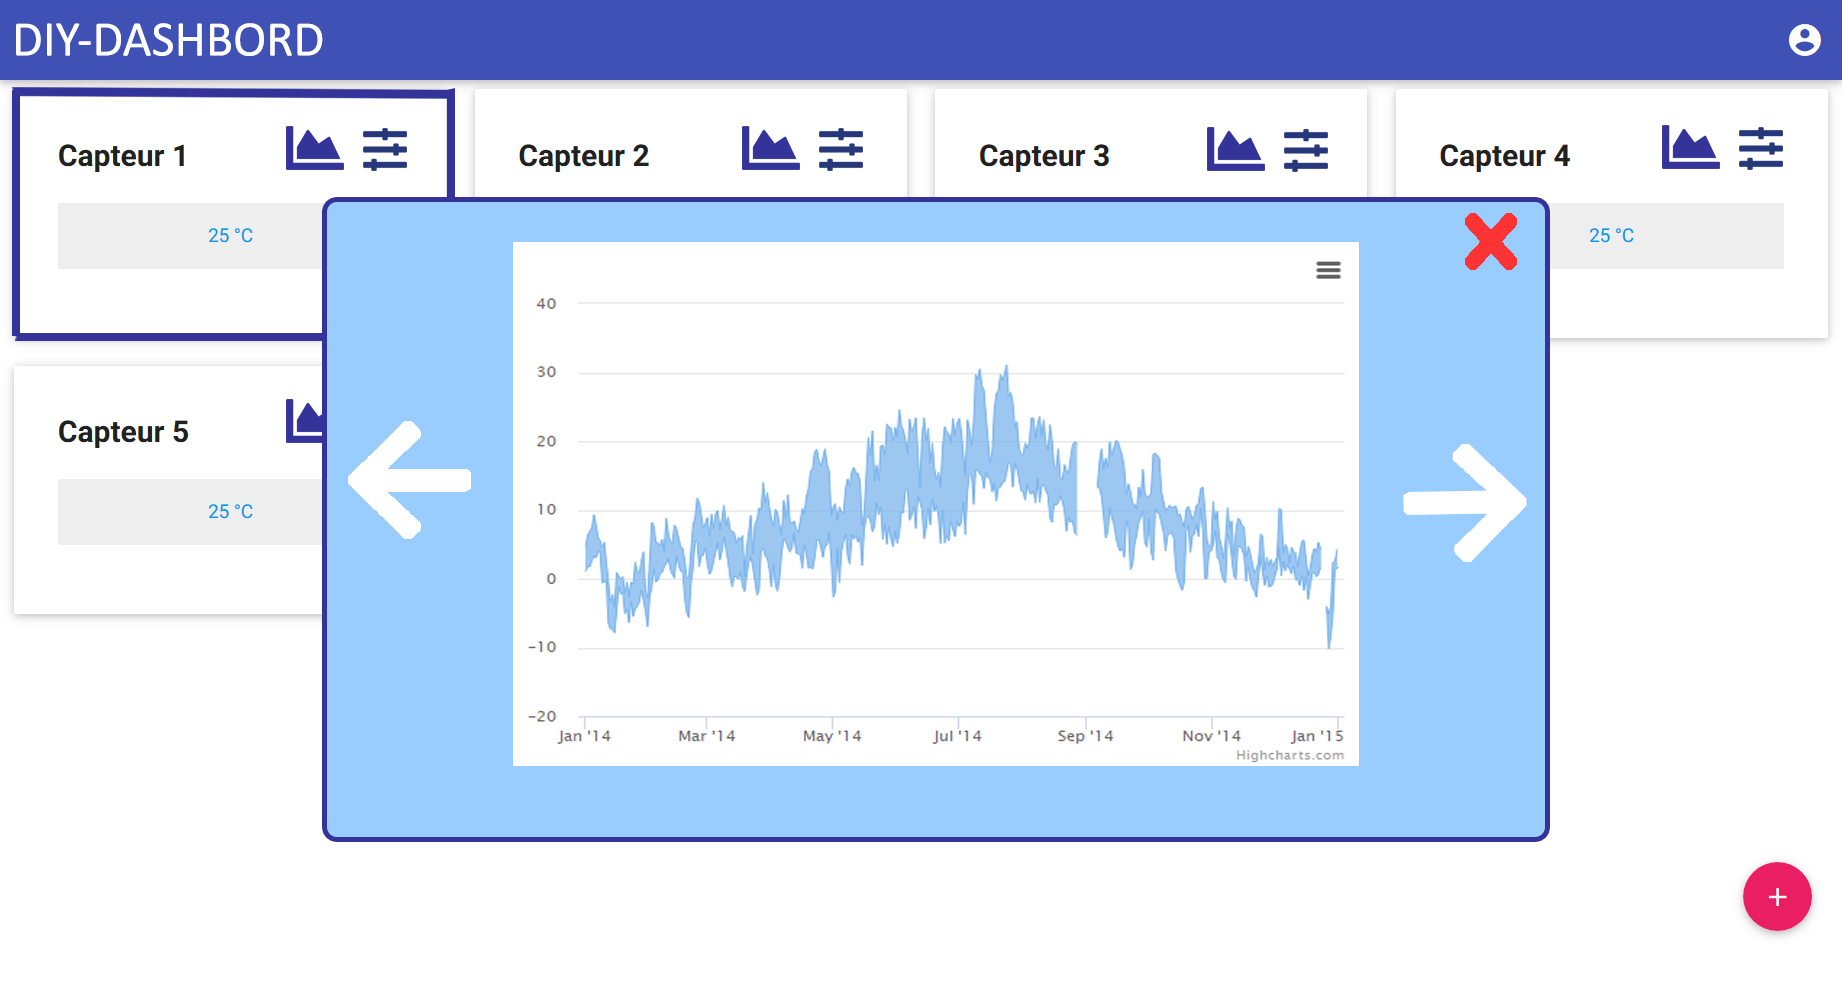 DIY-DASHBORD
Capteur 1
Capteur 2
Capteur 3
Capteur 4
25 °C
25 °C
40
30
20
10
0
−10
−20
Jan '14
Mar '14
May '14
Jul '14
Sep '14
Nov '14
Jan '15
Highcharts.com
Capteur 5
25 °C
+